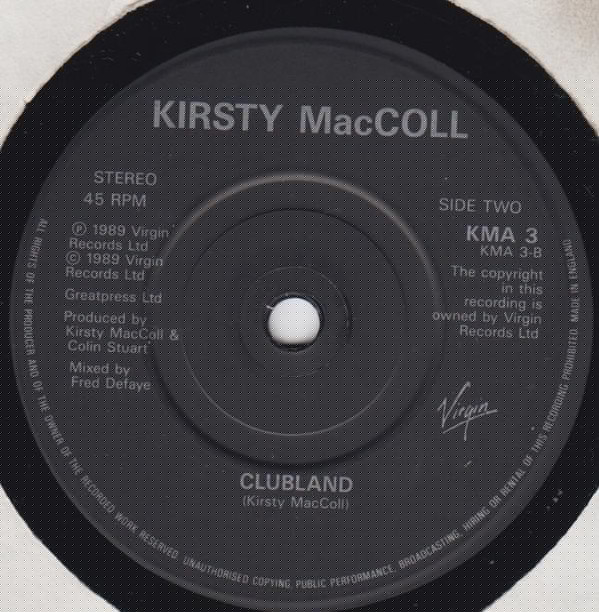 KIRSTY MacCOLL
STEREO
45 RPM
℗ 1989 Virgin
Records Ltd
© 1989 Virgin
Records Ltd
Greatpress Ltd
Produced by
Kirsty MacColl &
Colin Stuart
Mixed by
Fred Defaye
SIDE TWO
KMA 3
KMA 3-B
The copyright
in this
recording is
owned by Virgin
Records Ltd
Virgin
CLUBLAND
(Kirsty MacColl)
ALL RIGHTS OF THE PRODUCER AND OF THE OWNER OF THE RECORDED WORK RESERVED. UNAUTHORISED COPYING, PUBLIC PERFORMANCE, BROADCASTING, HIRING OR RENTAL OF THIS RECORDING PROHIBITED. MADE IN ENGLAND